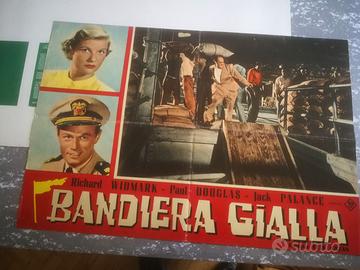 Richard WIDMARK - Paul DOUGLAS - Jack PALANCE
BANDIERA GIALLA
subito